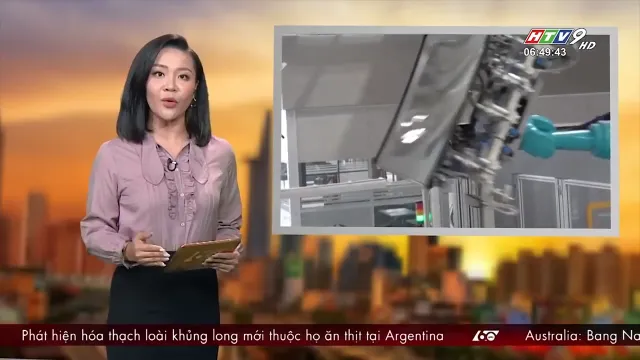 HTV9 HD
06:49:43
Phát hiện hóa thạch loài khủng long mới thuộc họ ăn thịt tại Argentina
60
Australia: Bang Na